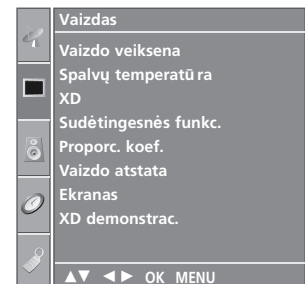 Vaizdas
Vaizdo veiksena
Spalvų temperatūra
XD
Sudėtingesnės funkc.
Proporc. koef.
Vaizdo atstata
Ekranas
XD demonstrac.
▲▼ ◄► OK MENU